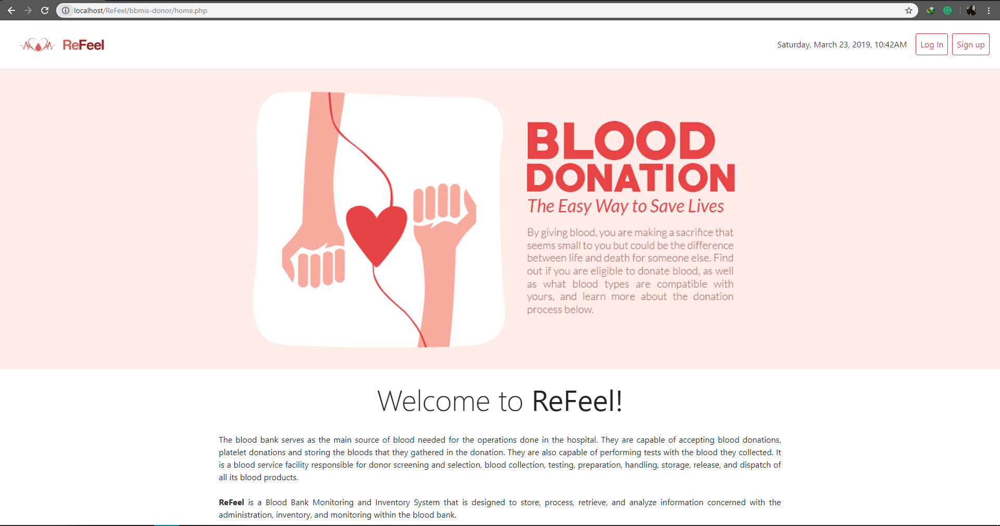 localhost/ReFeel/bbmis-donor/home.php
ReFeel
Saturday, March 23, 2019, 10:42AM
Log In
Sign up
BLOOD
DONATION
The Easy Way to Save Lives
By giving blood, you are making a sacrifice that
seems small to you but could be the difference
between life and death for someone else. Find
out if you are eligible to donate blood, as well
as what blood types are compatible with
yours, and learn more about the donation
process below.
Welcome to ReFeel!
The blood bank serves as the main source of blood needed for the operations done in the hospital. They are capable of accepting blood donations,
platelet donations and storing the bloods that they gathered in the donation. They are also capable of performing tests with the blood they collected. It
is a blood service facility responsible for donor screening and selection, blood collection, testing, preparation, handling, storage, release, and dispatch of
all its blood products.
ReFeel is a Blood Bank Monitoring and Inventory System that is designed to store, process, retrieve, and analyze information concerned with the
administration, inventory, and monitoring within the blood bank.